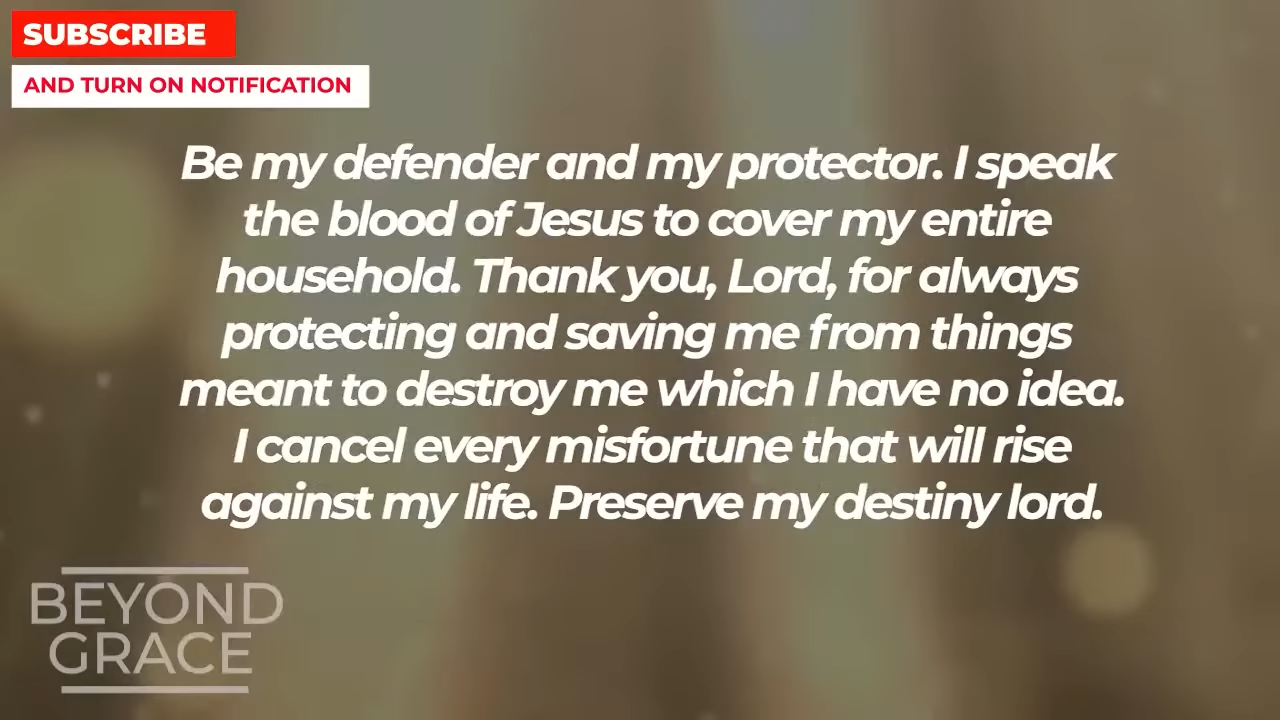 SUBSCRIBE
AND TURN ON NOTIFICATION
Be my defender and my protector. I speak
the blood of Jesus to cover my entire
household. Thank you, Lord, for always
protecting and saving me from things
meant to destroy me which I have no idea.
I cancel every misfortune that will rise
against my life. Preserve my destiny lord.
BEYOND
GRACE